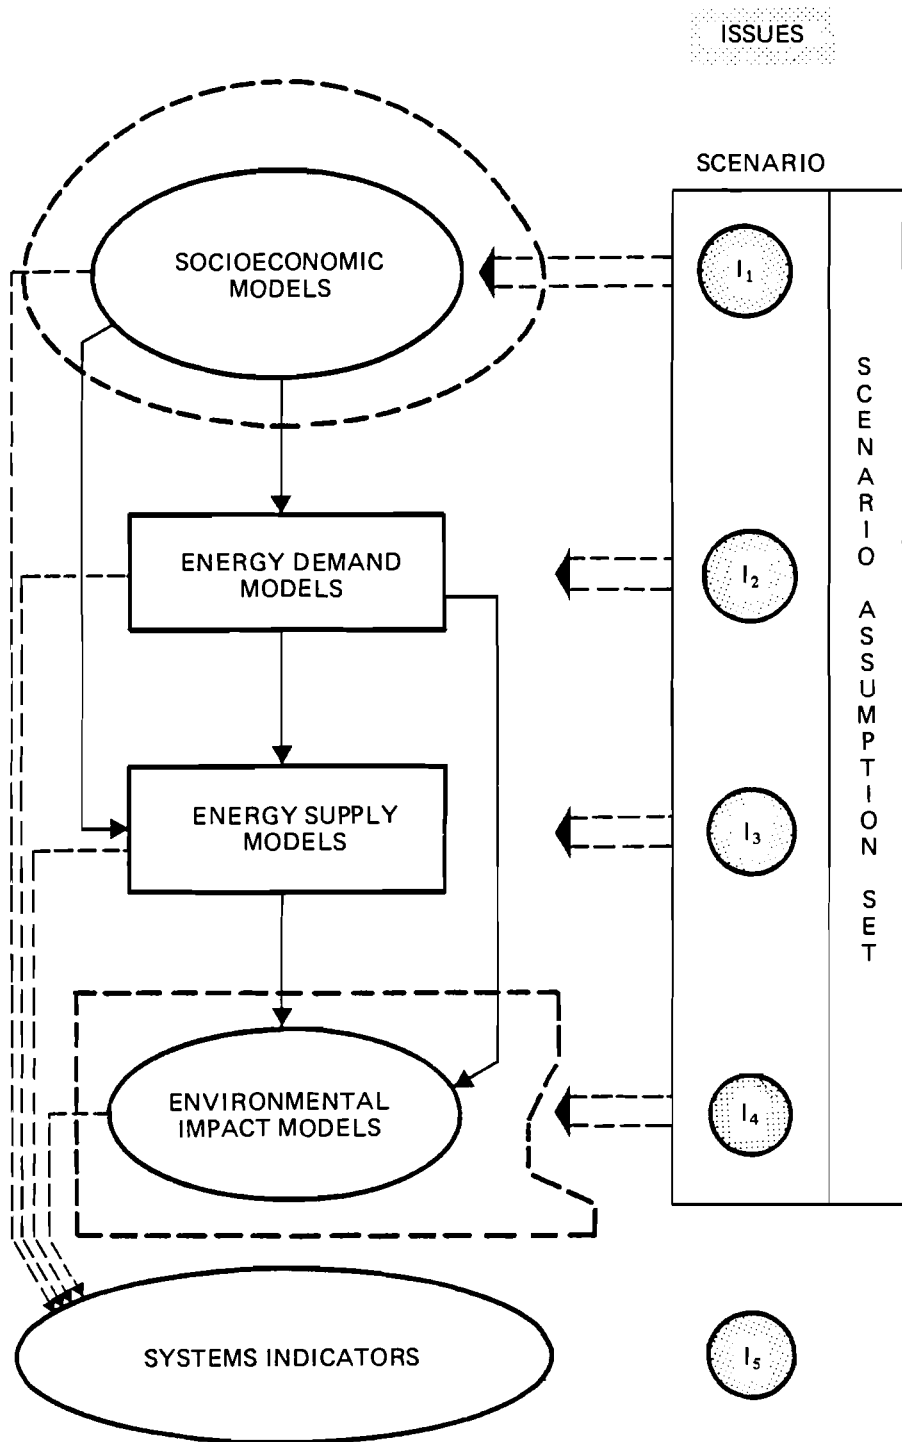 ISSUES
SCENARIO
SOCIOECONOMIC
MODELS
I1
ENERGY DEMAND
MODELS
I2
ENERGY SUPPLY
MODELS
I3
ENVIRONMENTAL
IMPACT MODELS
I4
SYSTEMS INDICATORS
I5
SCENARIO ASSUMPTION SET